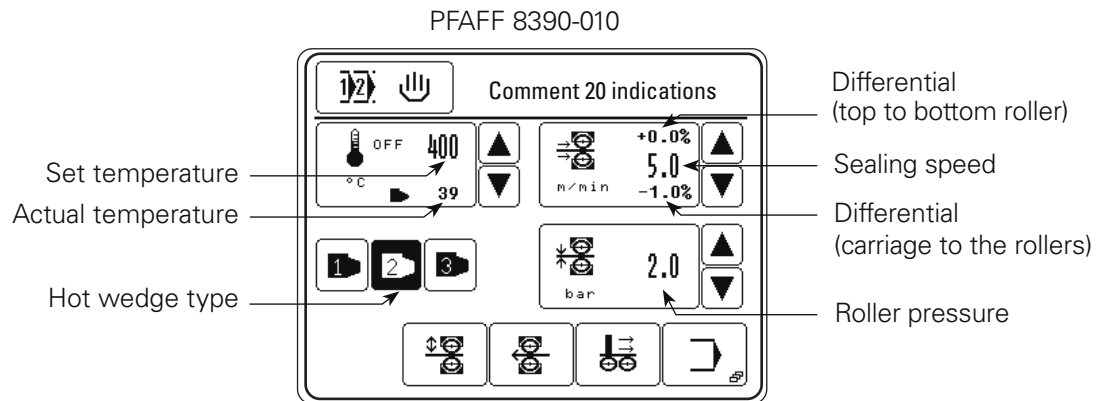 PFAFF 8390-010
1 2
Comment 20 indications
Differential
(top to bottom roller)
OFF 400
°C
39
+0.0%
5.0
m/min -1.0%
Set temperature
Actual temperature
Sealing speed
Differential
(carriage to the rollers)
1 2 3
2.0
bar
Hot wedge type
Roller pressure